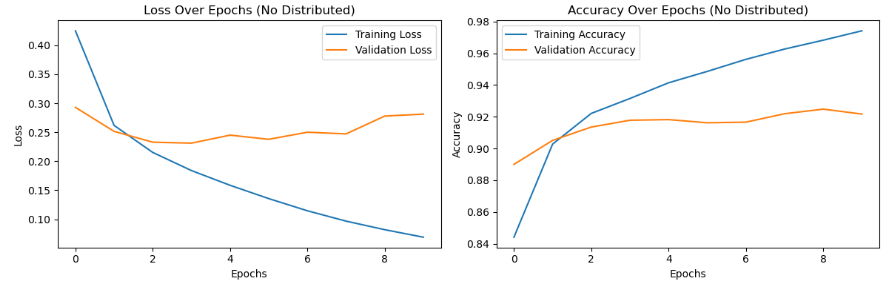 Loss Over Epochs (No Distributed)
Training Loss
Validation Loss
0.40
0.35
0.30
0.25
0.20
0.15
0.10
Loss
0 2 4 6 8
Epochs
Accuracy Over Epochs (No Distributed)
Training Accuracy
Validation Accuracy
0.98
0.96
0.94
0.92
0.90
0.88
0.86
0.84
Accuracy
0 2 4 6 8
Epochs